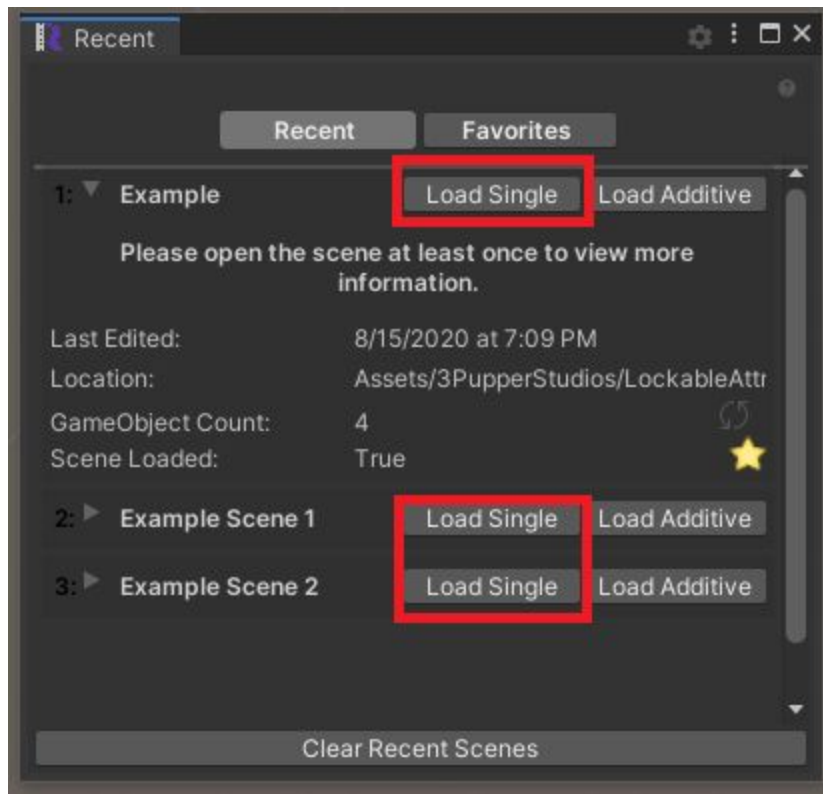 Recent
Recent Favorites
1: Example Load Single Load Additive
Please open the scene at least once to view more
information.
Last Edited: 8/15/2020 at 7:09 PM
Location: Assets/3PupperStudios/LockableAttr
GameObject Count: 4
Scene Loaded: True
2: Example Scene 1 Load Single Load Additive
3: Example Scene 2 Load Single Load Additive
Clear Recent Scenes